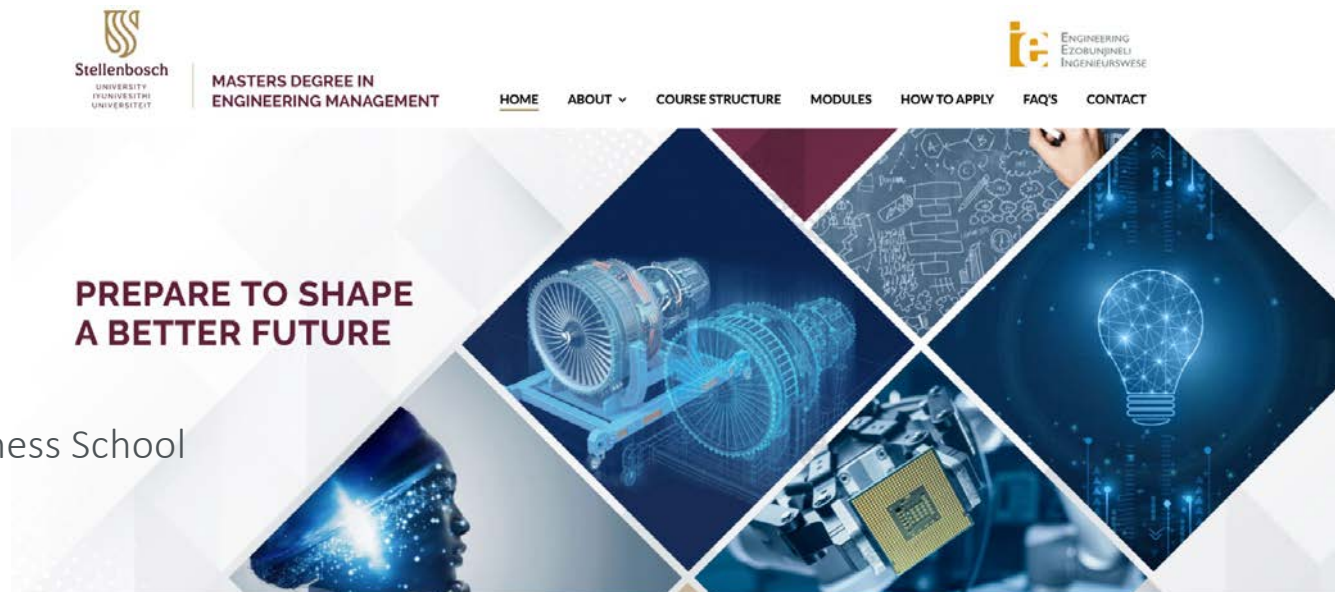 Stellenbosch
UNIVERSITY
IYUNIVESITHI
UNIVERSITEIT
MASTERS DEGREE IN
ENGINEERING MANAGEMENT
ENGINEERING
EZOBUNJINELI
INGENIEURSWESE
HOME ABOUT COURSE STRUCTURE MODULES HOW TO APPLY FAQ'S CONTACT
PREPARE TO SHAPE
A BETTER FUTURE
ness School